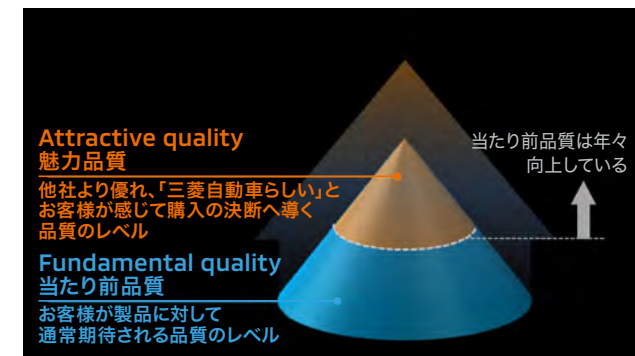 Attractive quality
魅力品質
他社より優れ、「三菱自動車らしい」と
お客様が感じて購入の決断へ導く
品質のレベル
Fundamental quality
当たり前品質
お客様が製品に対して
通常期待される品質のレベル
当たり前品質は年々
向上している